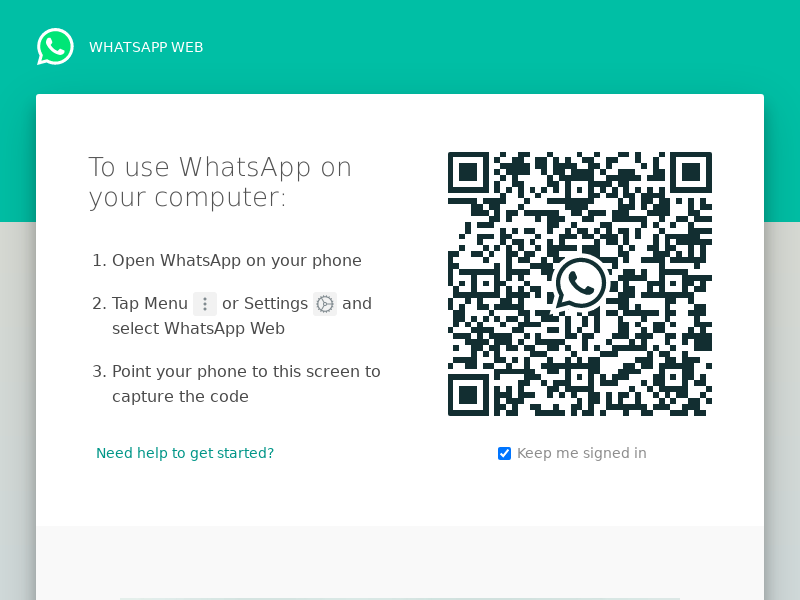 WHATSAPP WEB
To use WhatsApp on
your computer:
1. Open WhatsApp on your phone
2. Tap Menu or Settings and
select WhatsApp Web
3. Point your phone to this screen to
capture the code
Need help to get started?
Keep me signed in